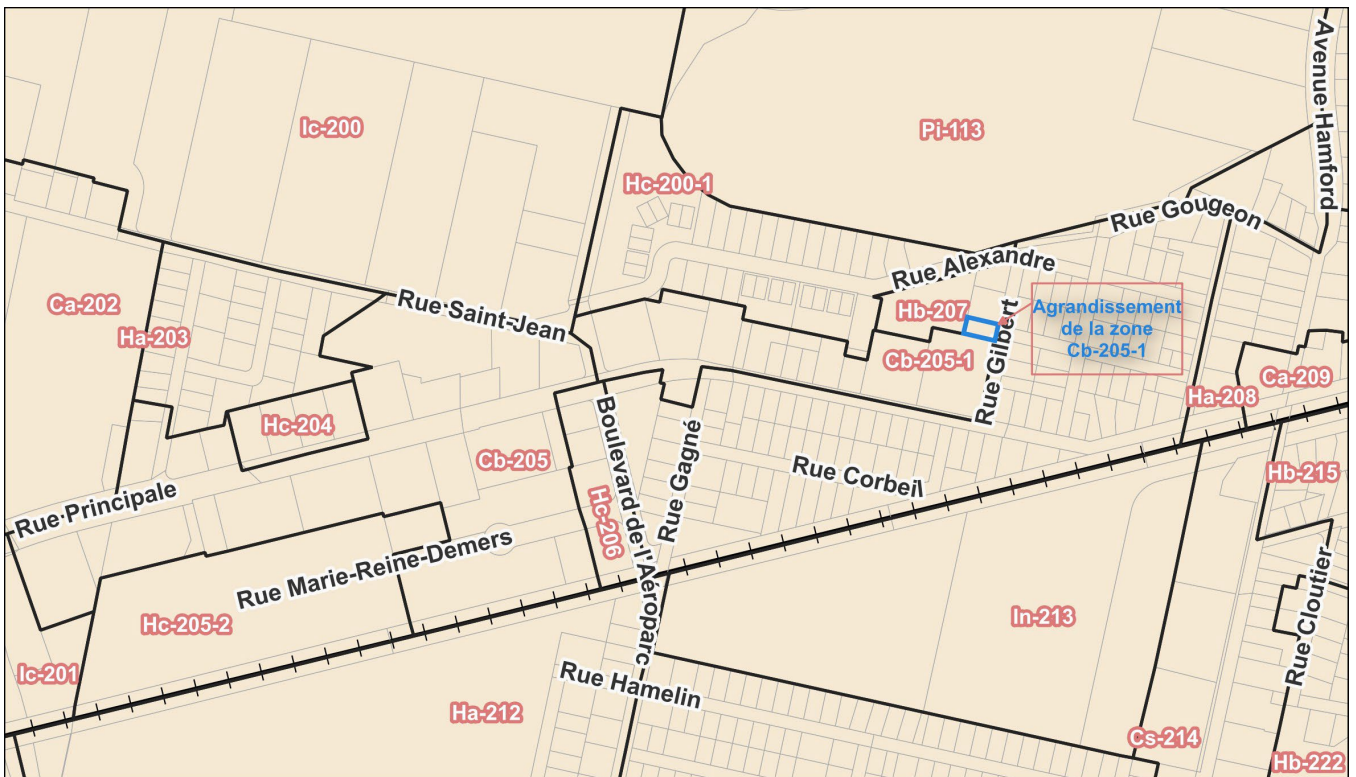 Avenue Hamford
Ic-200
Pi-113
Hc-200-1
Rue Gougeon
Rue Alexandre
Ca-202
Ha-203
Rue Saint-Jean
Hb-207
Agrandissement
de la zone
Cb-205-1
Cb-205-1
Rue Gilbert
Ca-209
Ha-208
Hc-204
Boulevard de l'Aéroparc
Rue Gagné
Cb-205
Rue Corbeil
Hb-215
Rue Principale
Hc-206
Rue Marie-Reine-Demers
Hc-205-2
In-213
Rue Cloutier
Ic-201
Rue Hamelin
Ha-212
Cs-214
Hb-222